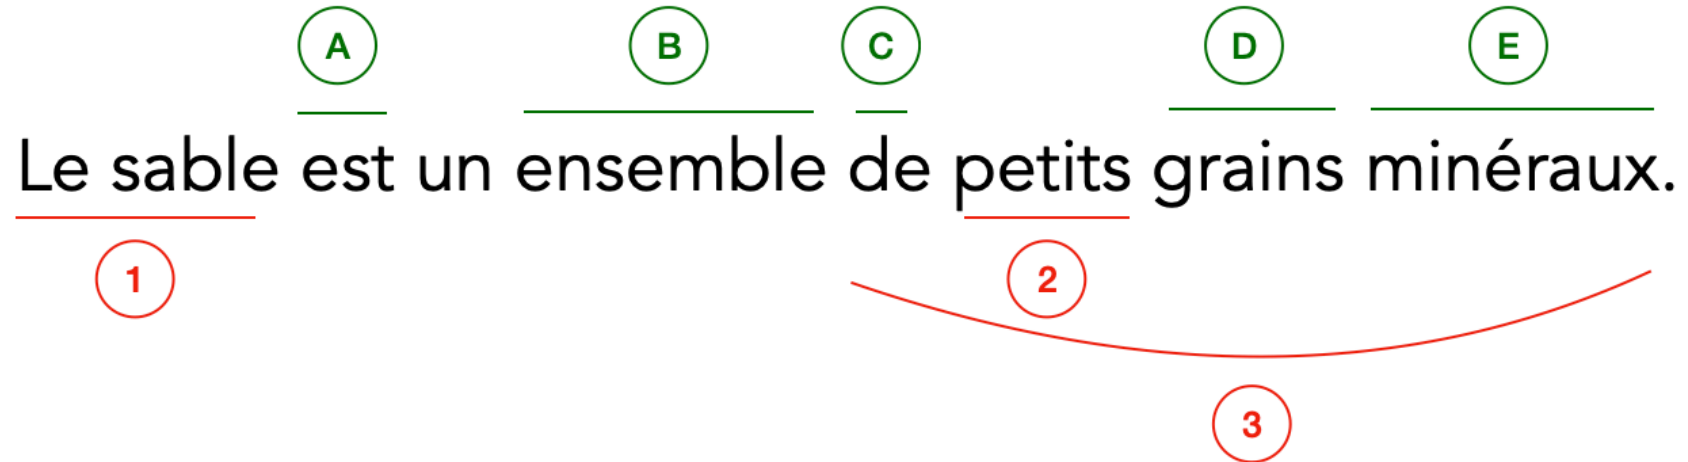 A B C D E
Le sable est un ensemble de petits grains minéraux.
1 2
3